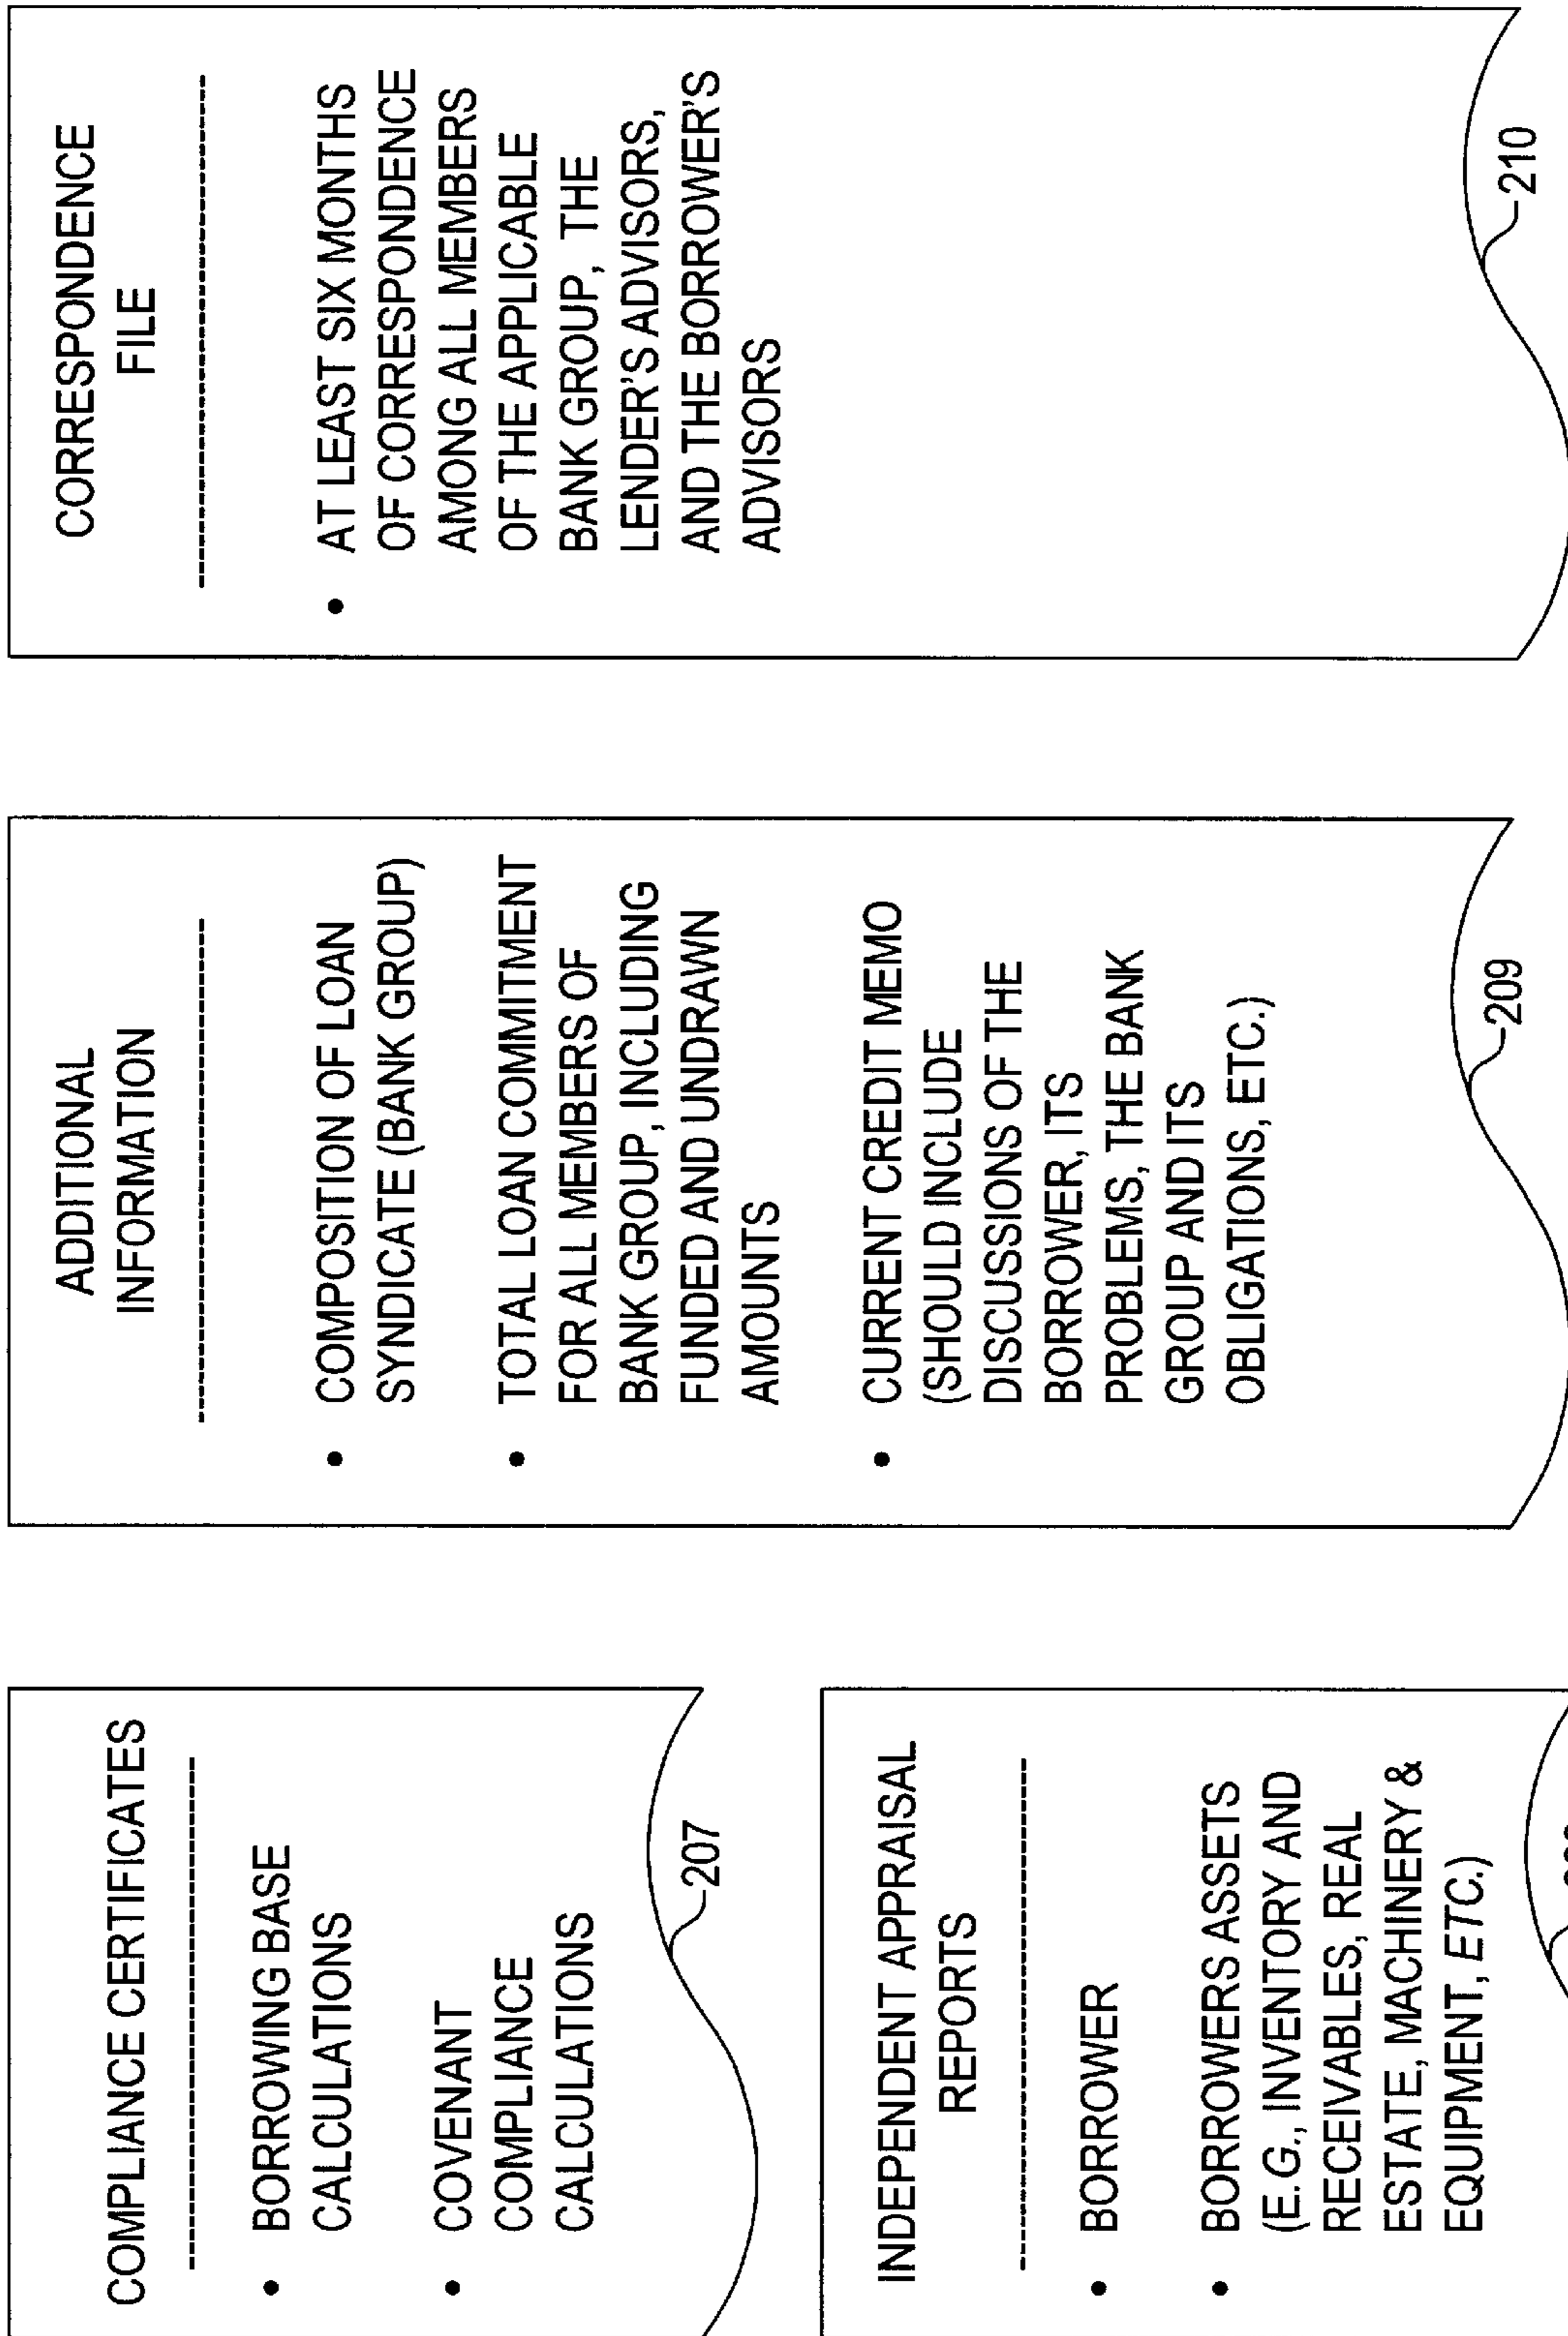 COMPLIANCE CERTIFICATES
• BORROWING BASE
CALCULATIONS
• COVENANT
COMPLIANCE
CALCULATIONS
207
INDEPENDENT APPRAISAL
REPORTS
• BORROWER
• BORROWERS ASSETS
(E.G., INVENTORY AND
RECEIVABLES, REAL
ESTATE, MACHINERY &
EQUIPMENT, ETC.)
ADDITIONAL
INFORMATION
• COMPOSITION OF LOAN
SYNDICATE (BANK GROUP)
• TOTAL LOAN COMMITMENT
FOR ALL MEMBERS OF
BANK GROUP, INCLUDING
FUNDED AND UNDRAWN
AMOUNTS
• CURRENT CREDIT MEMO
(SHOULD INCLUDE
DISCUSSIONS OF THE
BORROWER, ITS
PROBLEMS, THE BANK
GROUP AND ITS
OBLIGATIONS, ETC.)
209
CORRESPONDENCE
FILE
• AT LEAST SIX MONTHS
OF CORRESPONDENCE
AMONG ALL MEMBERS
OF THE APPLICABLE
BANK GROUP, THE
LENDER'S ADVISORS,
AND THE BORROWER'S
ADVISORS
210